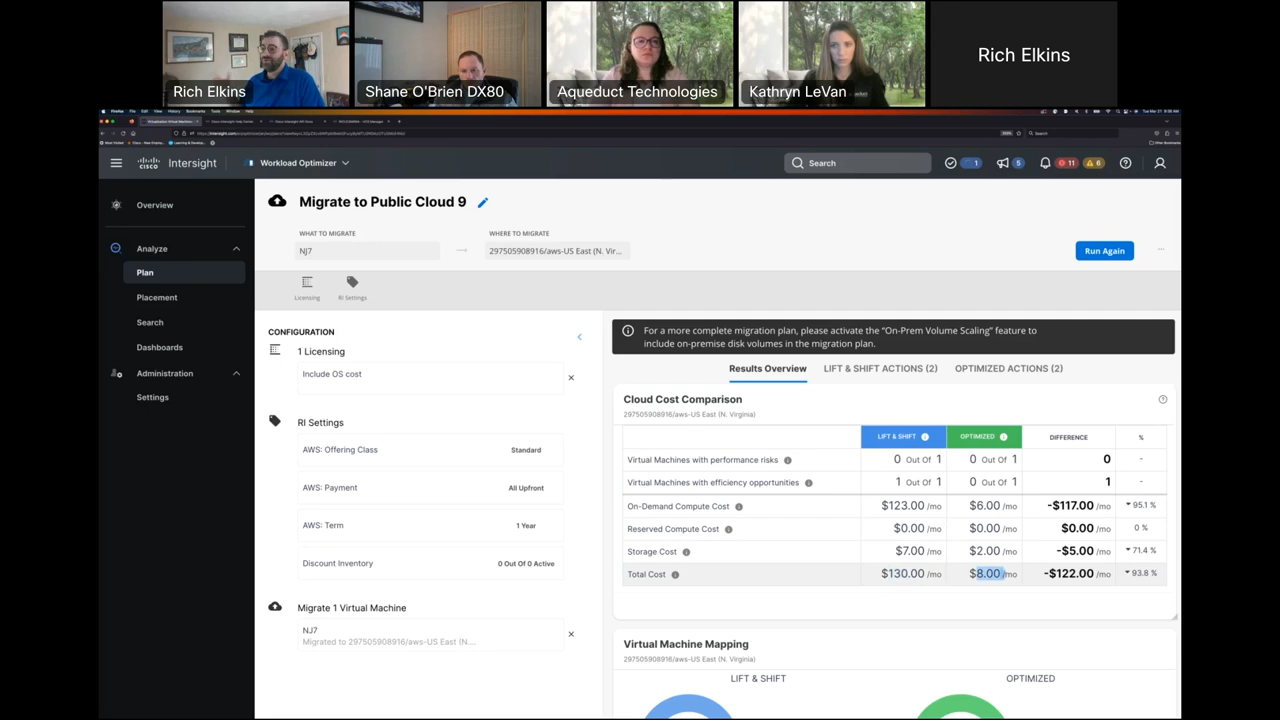 Rich Elkins
Shane O'Brien DX80
Aqueduct Technologies
Kathryn LeVan
Rich Elkins
CISCO Intersight
Workload Optimizer
Search
1
5
11
6
Overview
Analyze
Plan
Placement
Search
Dashboards
Administration
Settings
Migrate to Public Cloud 9
WHAT TO MIGRATE
WHERE TO MIGRATE
NJ7
297505908916/aws-US East (N. Vir...
Run Again
...
Licensing
RI Settings
CONFIGURATION
1 Licensing
Include OS cost
RI Settings
AWS: Offering Class Standard
AWS: Payment All Upfront
AWS: Term 1 Year
Discount Inventory 0 Out Of 0 Active
Migrate 1 Virtual Machine
NJ7
Migrated to 297505908916/aws-US East (N....
For a more complete migration plan, please activate the "On-Prem Volume Scaling" feature to
include on-premise disk volumes in the migration plan.
Results Overview LIFT & SHIFT ACTIONS (2) OPTIMIZED ACTIONS (2)
Cloud Cost Comparison
297505908916/aws-US East (N. Virginia)
LIFT & SHIFT OPTIMIZED DIFFERENCE %
Virtual Machines with performance risks 0 Out Of 1 0 Out Of 1 0 -
Virtual Machines with efficiency opportunities 1 Out Of 1 0 Out Of 1 1 -
On-Demand Compute Cost $123.00 /mo $6.00 /mo -$117.00 /mo 95.1 %
Reserved Compute Cost $0.00 /mo $0.00 /mo $0.00 /mo 0 %
Storage Cost $7.00 /mo $2.00 /mo -$5.00 /mo 71.4 %
Total Cost $130.00 /mo $8.00 /mo -$122.00 /mo 93.8 %
Virtual Machine Mapping
297505908916/aws-US East (N. Virginia)
LIFT & SHIFT
OPTIMIZED